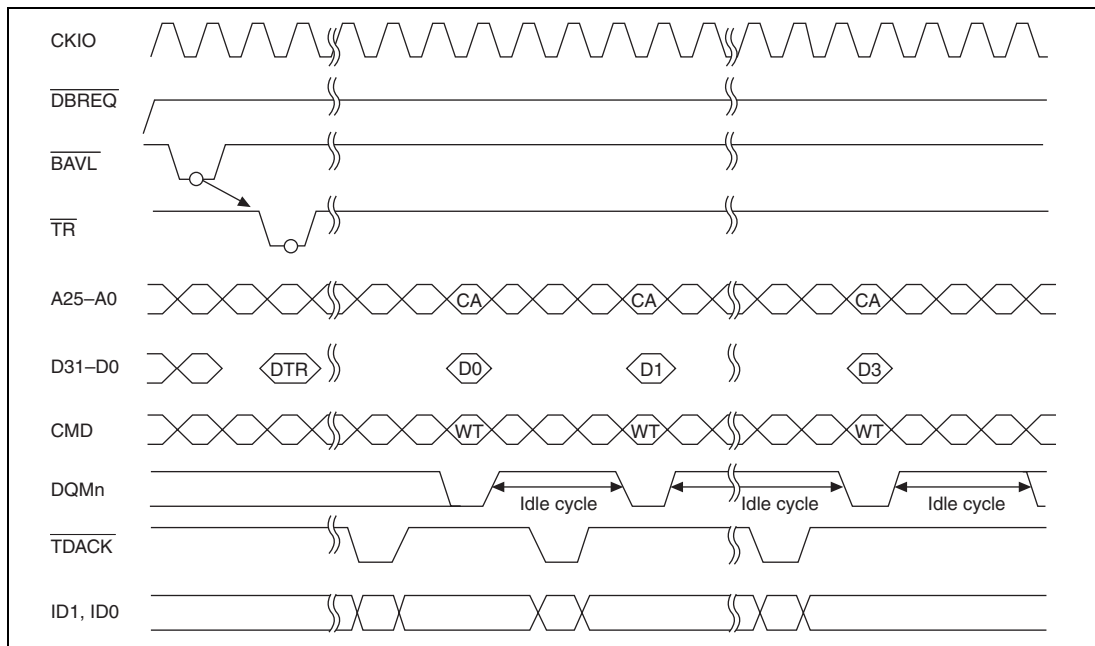 CKIO
DBREQ
BAVL
TR
A25–A0 CA CA CA
D31–D0 DTR D0 D1 D3
CMD WT WT WT
DQMn Idle cycle Idle cycle Idle cycle
TDACK
ID1, ID0